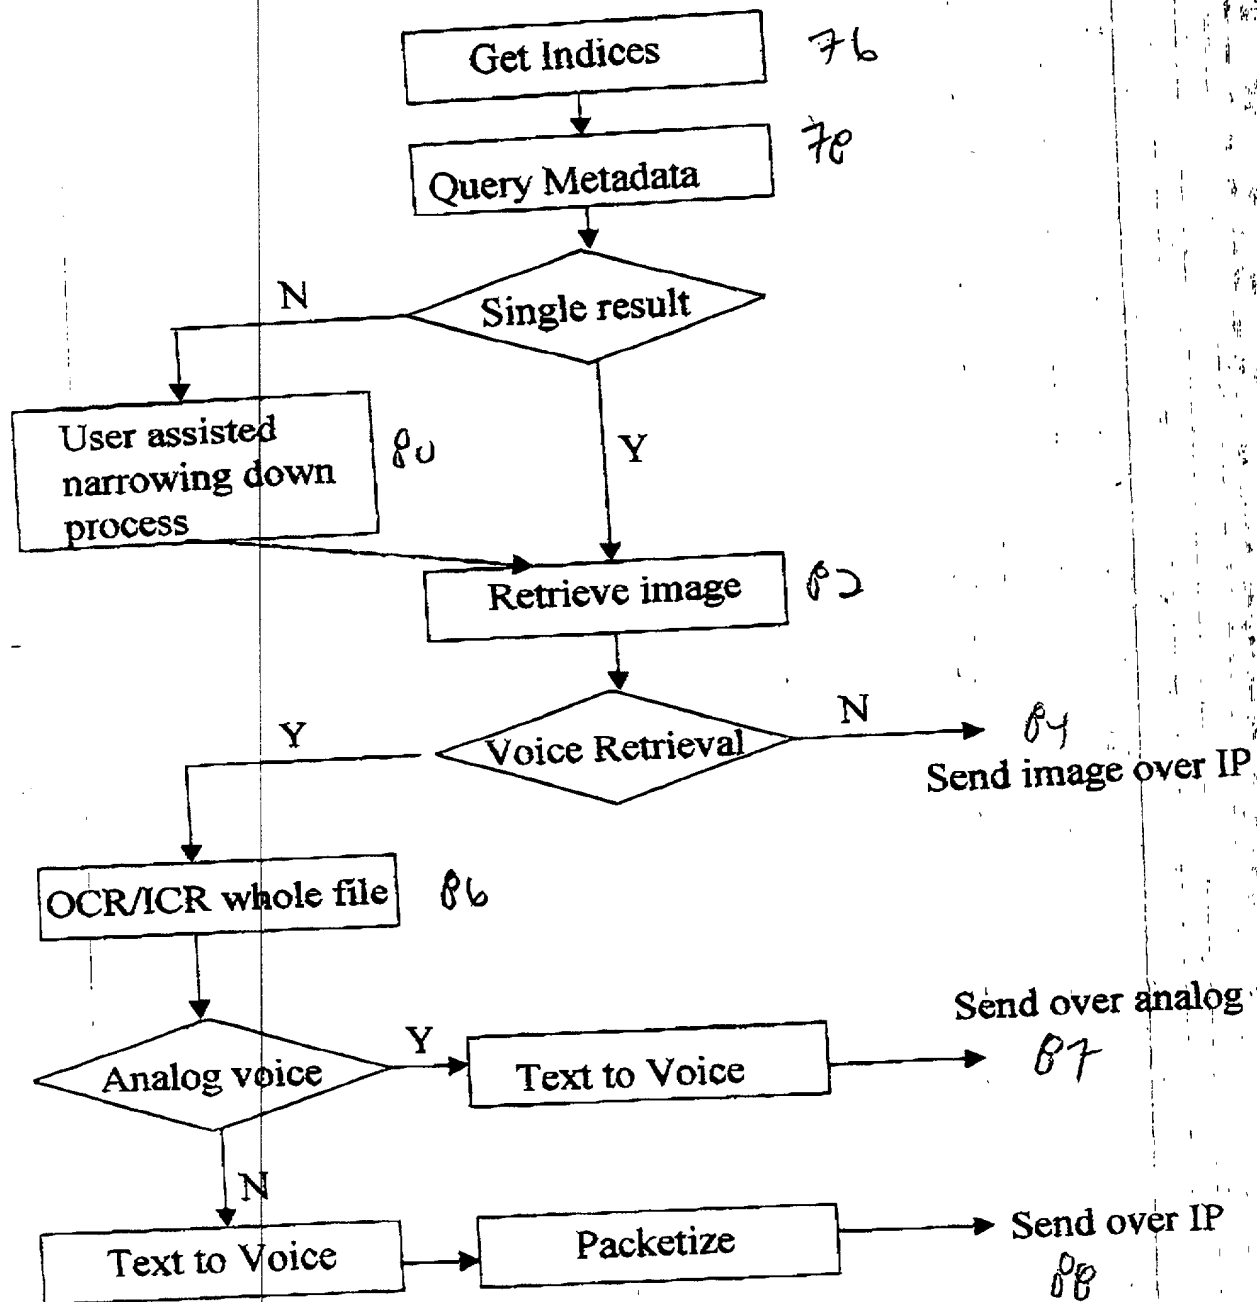 Get Indices
76
Query Metadata
78
Single result
N
User assisted
narrowing down
process
80
Y
Retrieve image
82
Voice Retrieval
N
84
Send image over IP
Y
OCR/ICR whole file
86
Analog voice
Y
Text to Voice
Send over analog
87
N
Text to Voice
Packetize
Send over IP
88